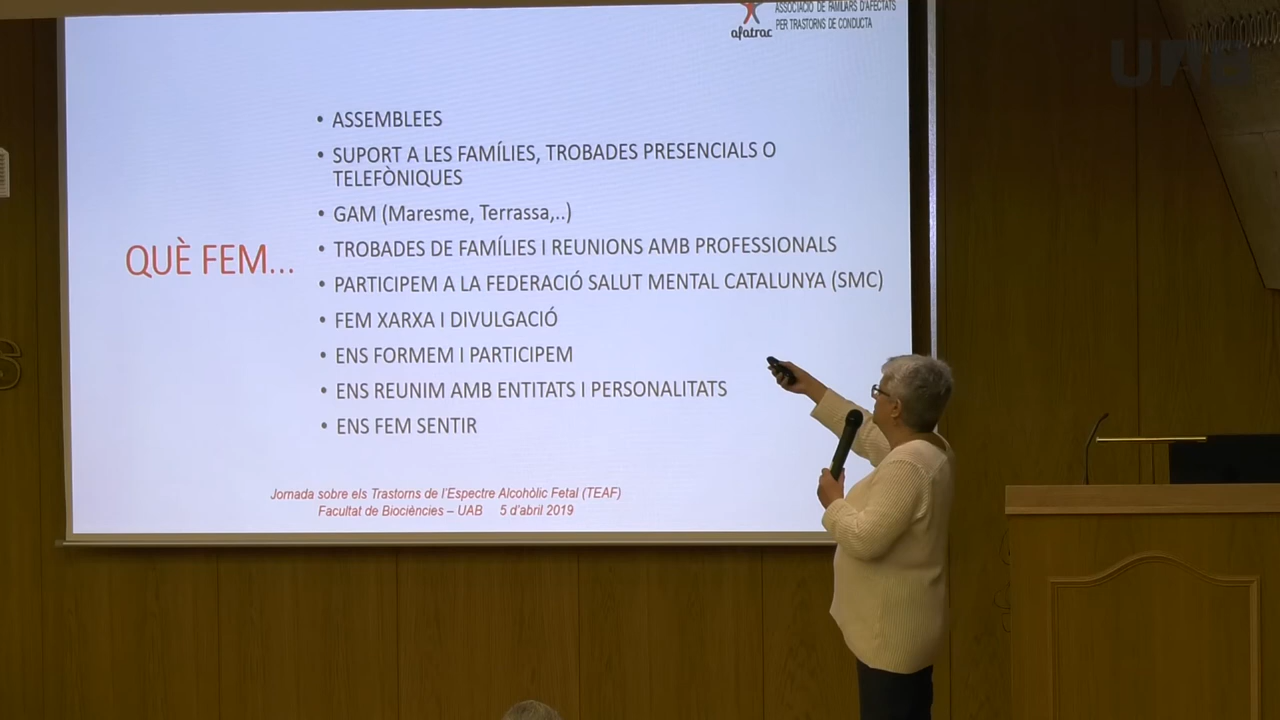 ASSOCIACIÓ DE FAMILIARS D'AFECTATS
PER TRASTORNS DE CONDUCTA
afatrac
UAB
QUÈ FEM...
• ASSEMBLEES
• SUPORT A LES FAMÍLIES, TROBADES PRESENCIALS O
TELEFÒNIQUES
• GAM (Maresme, Terrassa,..)
• TROBADES DE FAMÍLIES I REUNIONS AMB PROFESSIONALS
• PARTICIPEM A LA FEDERACIÓ SALUT MENTAL CATALUNYA (SMC)
• FEM XARXA I DIVULGACIÓ
• ENS FORMEM I PARTICIPEM
• ENS REUNIM AMB ENTITATS I PERSONALITATS
• ENS FEM SENTIR
Jornada sobre els Trastorns de l'Espectre Alcohòlic Fetal (TEAF)
Facultat de Biociències – UAB 5 d'abril 2019